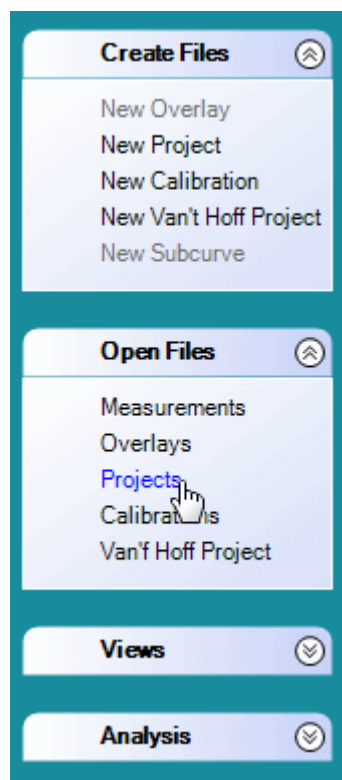 Create Files
New Overlay
New Project
New Calibration
New Van't Hoff Project
New Subcurve
Open Files
Measurements
Overlays
Projects
Calibrations
Van'f Hoff Project
Views
Analysis